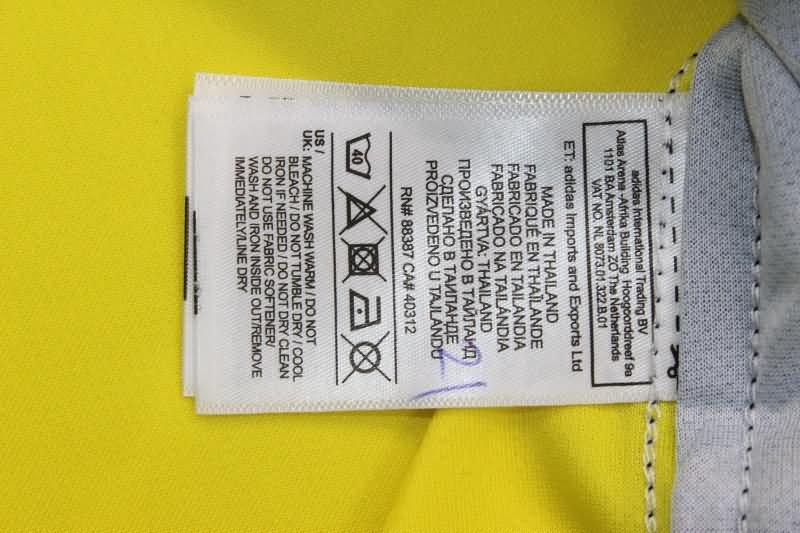 adidas International Trading BV
Atlas Arena -Afrika Building Hoogoorddreef 9a
1101 BA Amsterdam ZO The Netherlands
VAT NO. NL 8073.01.322.B.01
ET: adidas Imports and Exports Ltd
MADE IN THAILAND
FABRIQUÉ EN THAÏLANDE
FABRICADO EN TAILANDIA
FABRICADO NA TAILÂNDIA
GYÁRTVA: THAILAND
ПРОИЗВЕДЕНО В ТАЙЛАНД
СДЕЛАНО В ТАИЛАНДЕ
PROIZVEDENO U TAJLANDU
21
RN# 88387 CA# 40312
40
US /
UK: MACHINE WASH WARM / DO NOT
BLEACH / DO NOT TUMBLE DRY / COOL
IRON IF NEEDED / DO NOT DRY CLEAN
DO NOT USE FABRIC SOFTENER/
WASH AND IRON INSIDE OUT/REMOVE
IMMEDIATELY/LINE DRY